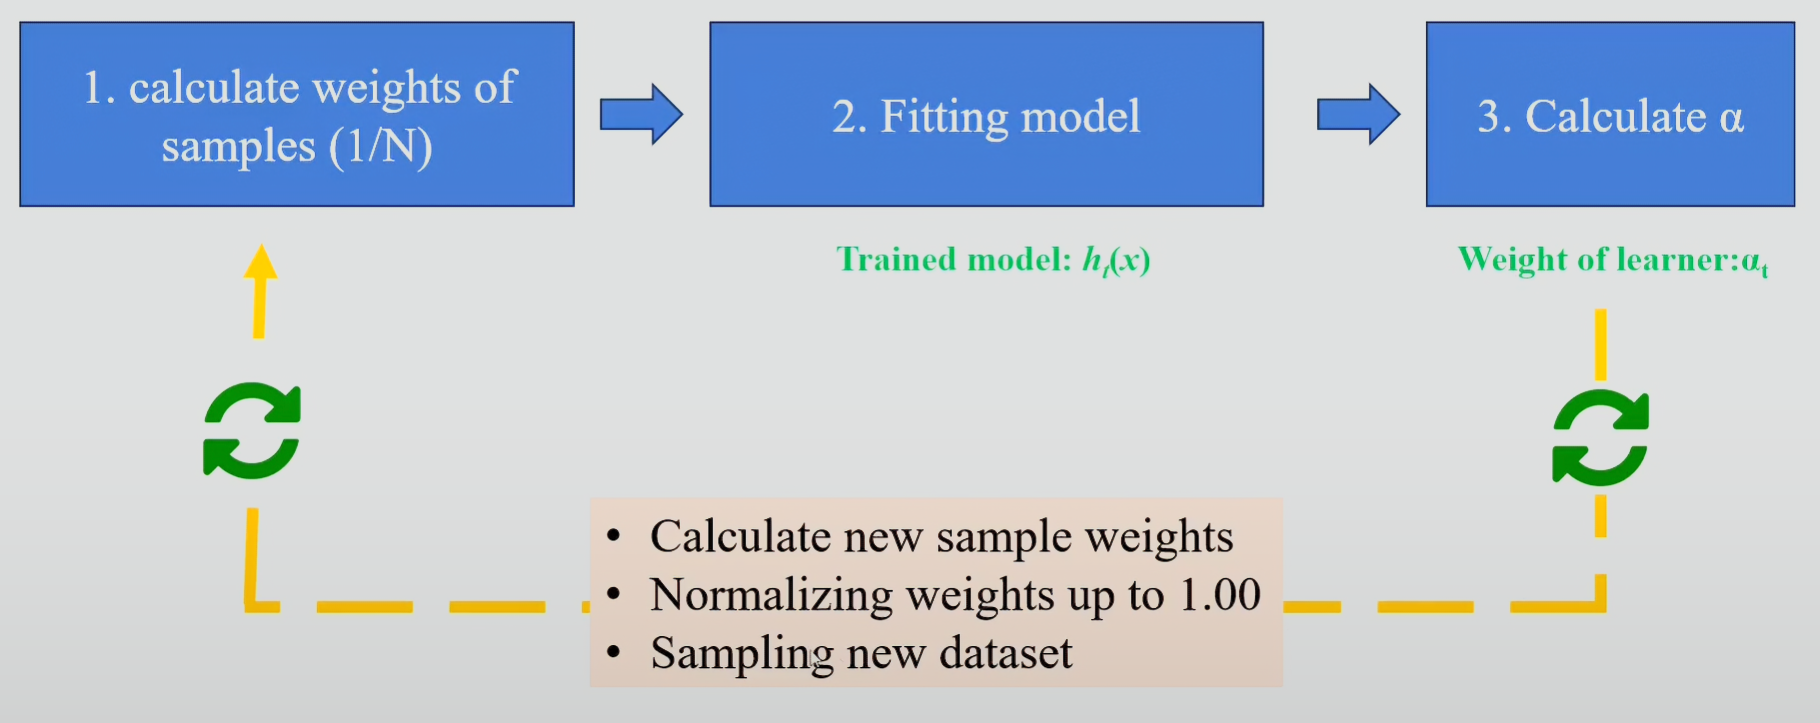 1. calculate weights of
samples (1/N)
2. Fitting model
3. Calculate α
Trained model: hₜ(x)
Weight of learner:αₜ
• Calculate new sample weights
• Normalizing weights up to 1.00
• Sampling new dataset